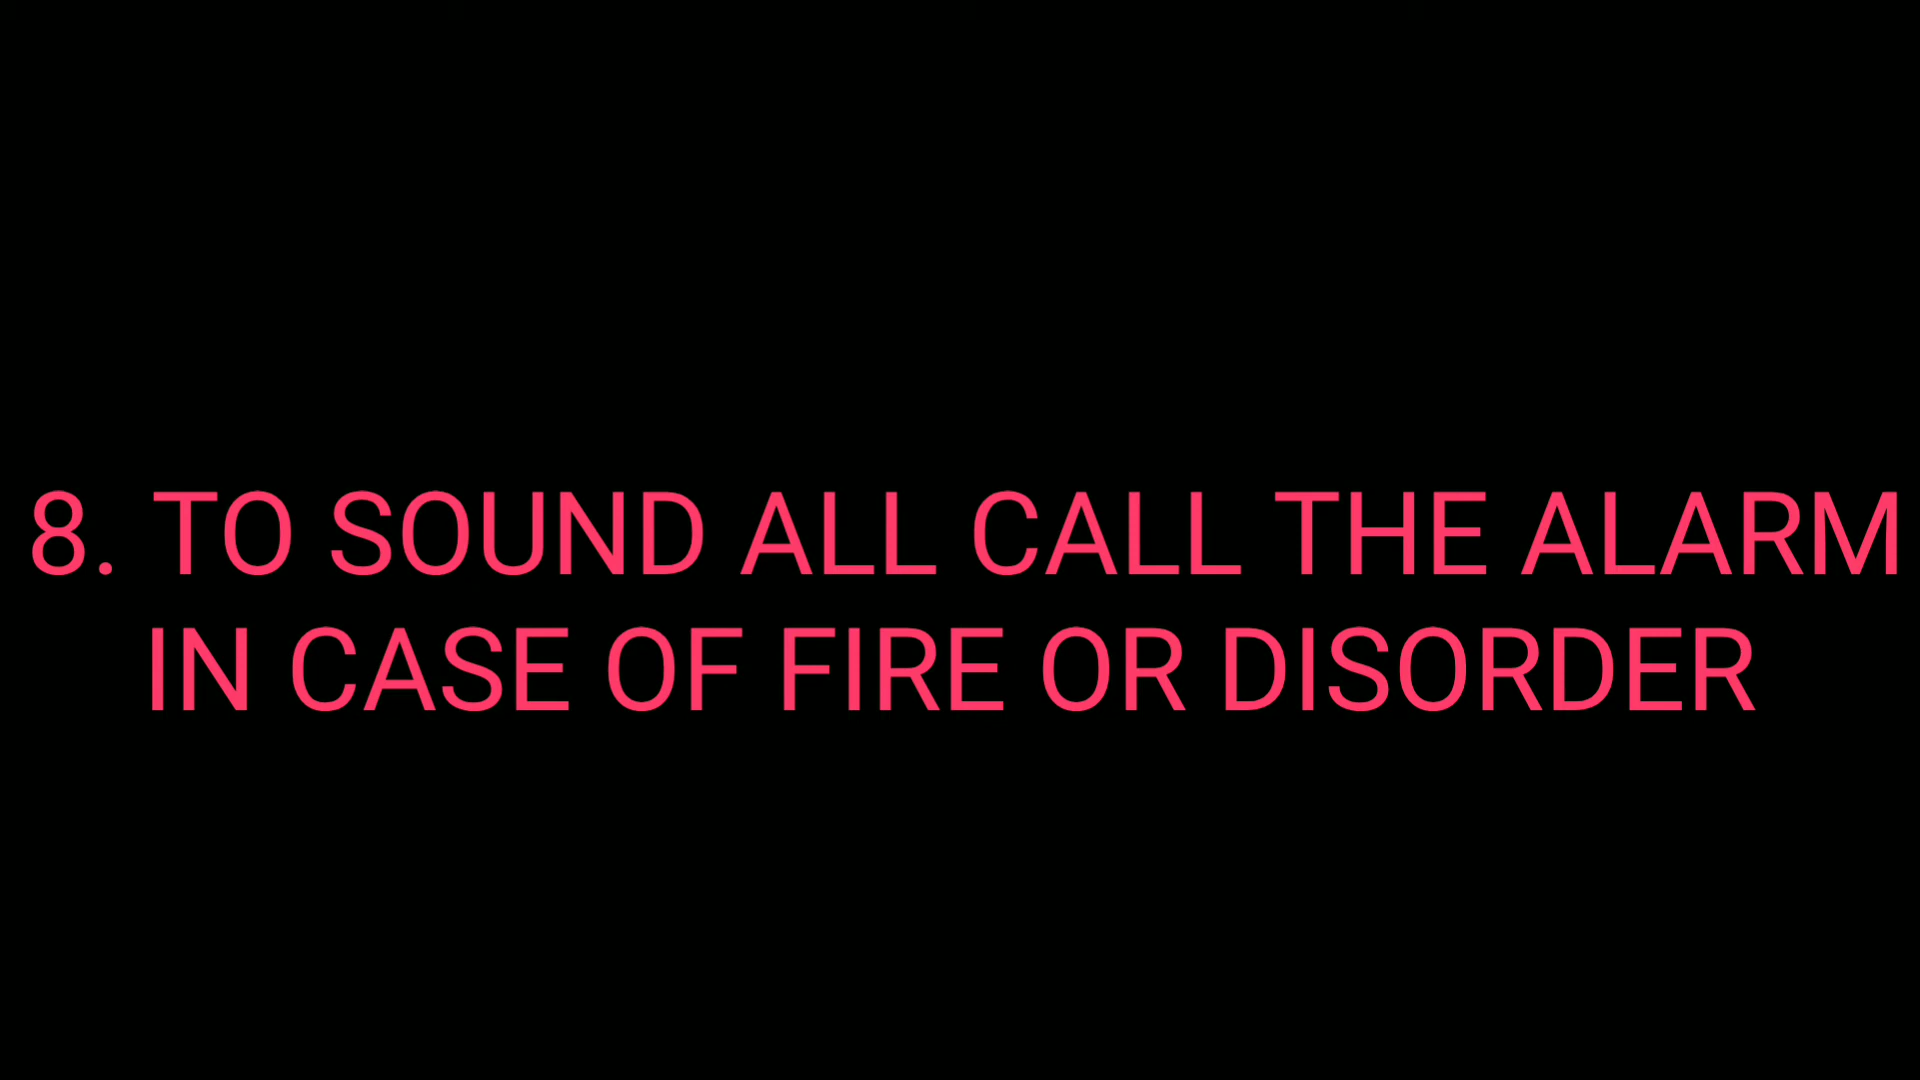 8. TO SOUND ALL CALL THE ALARM
IN CASE OF FIRE OR DISORDER